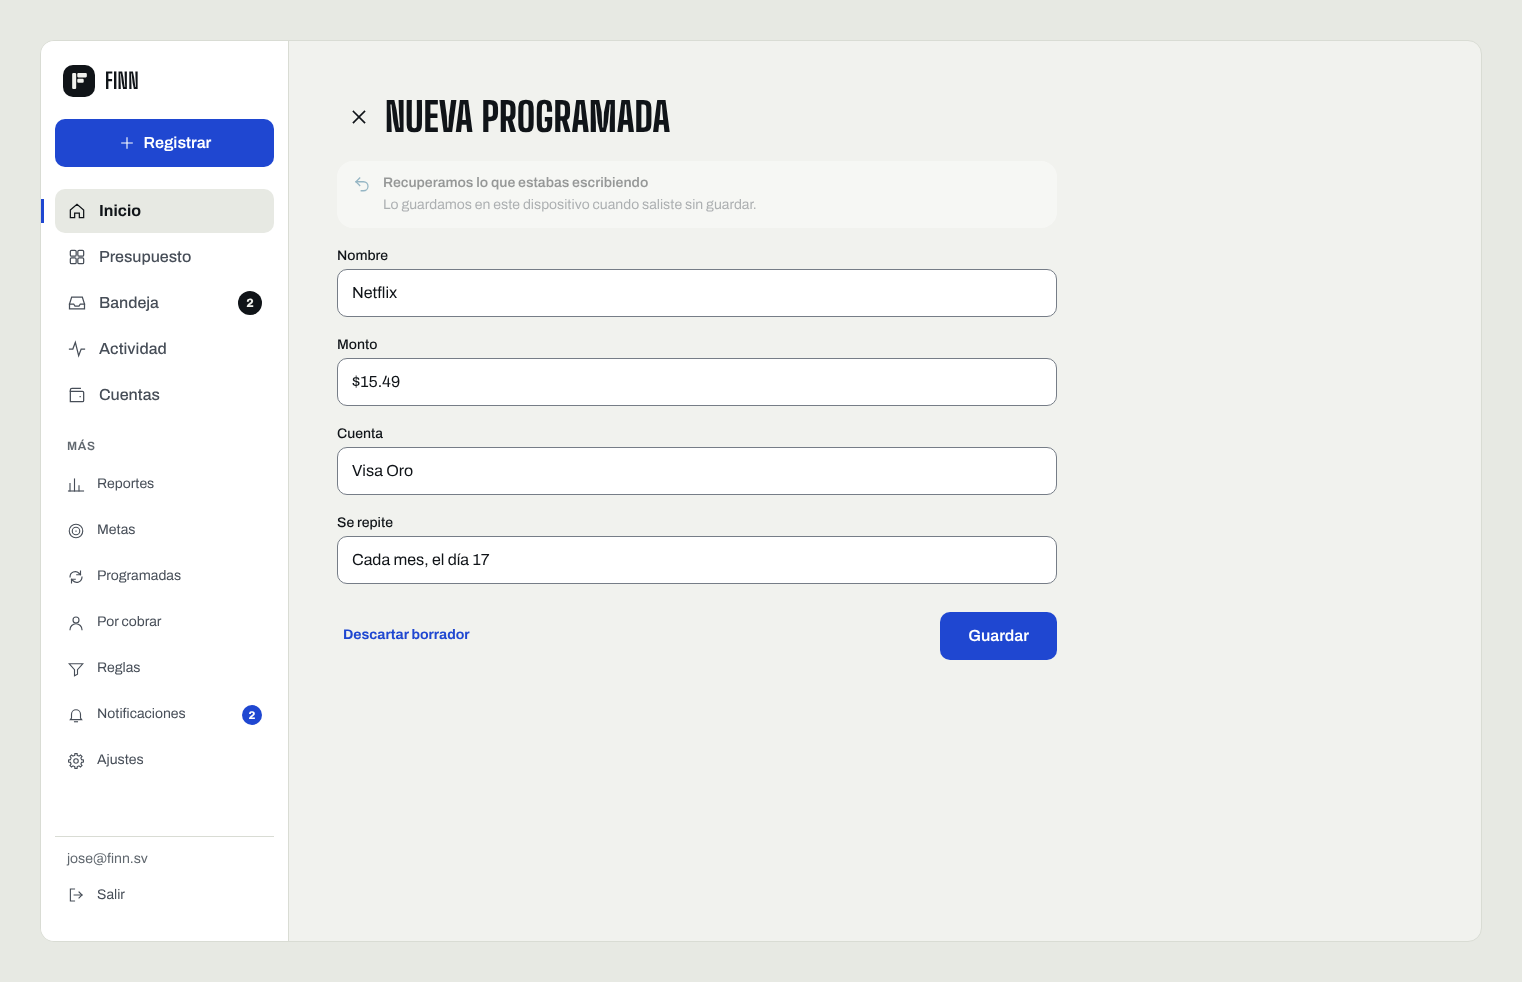 FINN
Registrar
Inicio
Presupuesto
Bandeja 2
Actividad
Cuentas
MÁS
Reportes
Metas
Programadas
Por cobrar
Reglas
Notificaciones 2
Ajustes
jose@finn.sv
Salir
NUEVA PROGRAMADA
Recuperamos lo que estabas escribiendo
Lo guardamos en este dispositivo cuando saliste sin guardar.
Nombre
Netflix
Monto
$15.49
Cuenta
Visa Oro
Se repite
Cada mes, el día 17
Descartar borrador
Guardar